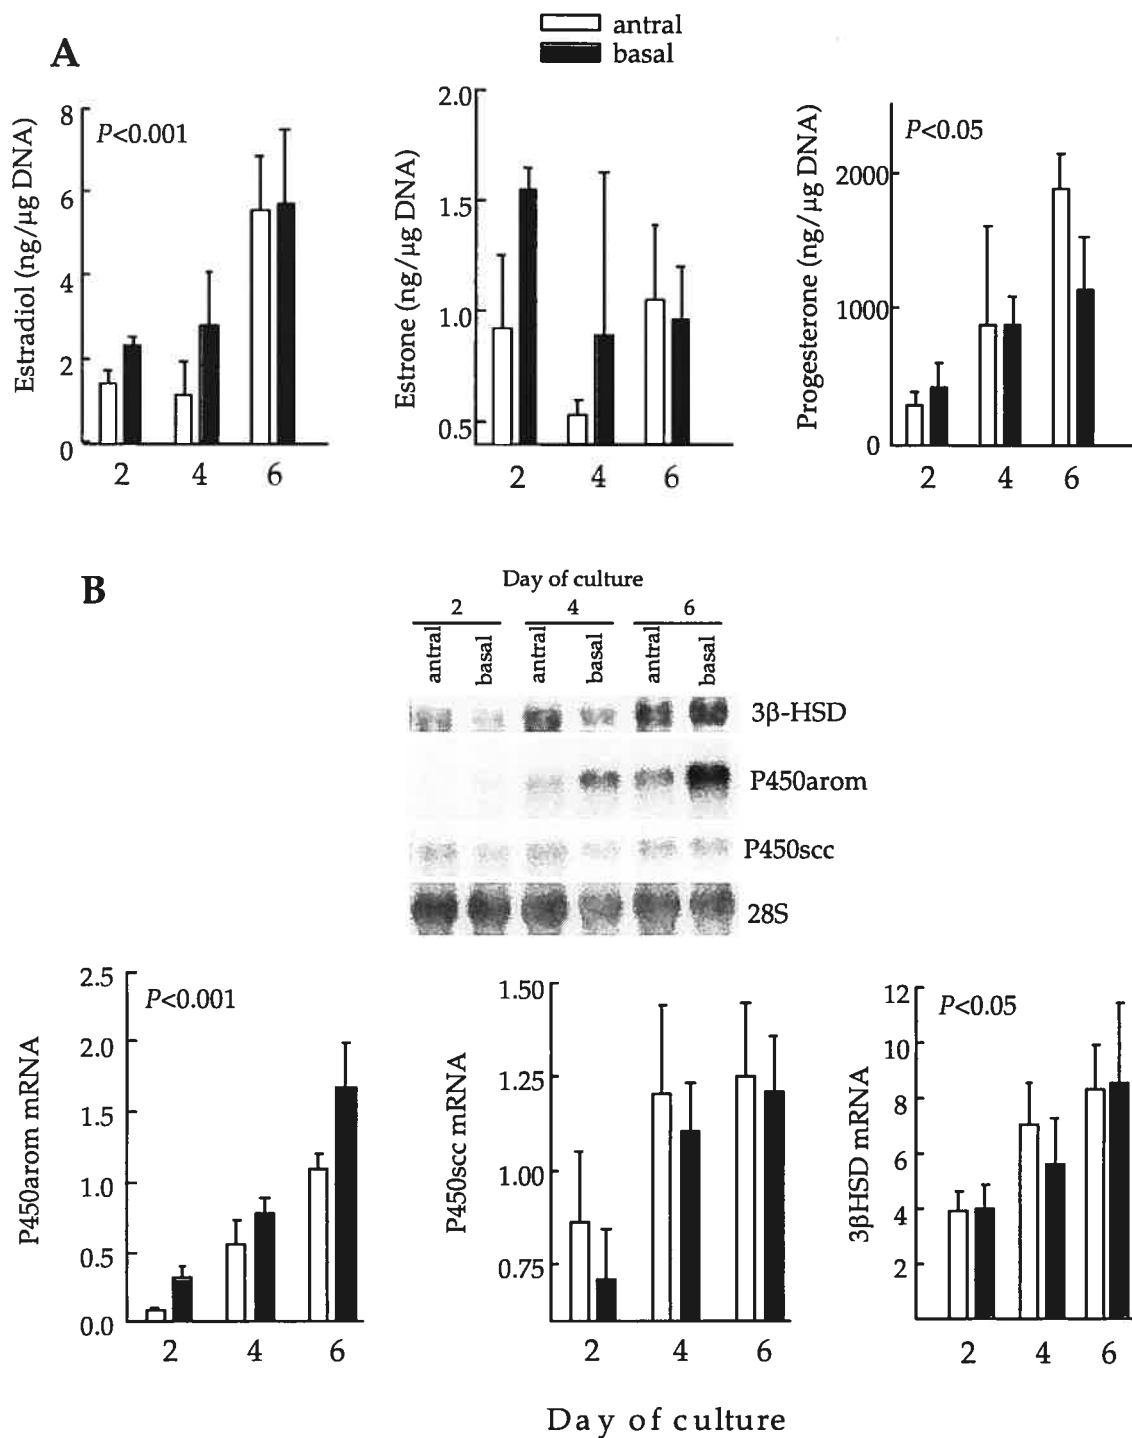 antral
basal
A
Estradiol (ng/µg DNA)
8
6
4
2
0
P<0.001
2 4 6
Estrone (ng/µg DNA)
2.0
1.5
1.0
0.5
2 4 6
Progesterone (ng/µg DNA)
2000
1000
0
P<0.05
2 4 6
B
Day of culture
2 4 6
antral basal antral basal antral basal
3β-HSD
P450arom
P450scc
28S
P450arom mRNA
2.5
2.0
1.5
1.0
0.5
0.0
P<0.001
2 4 6
P450scc mRNA
1.50
1.25
1.00
0.75
2 4 6
3βHSD mRNA
12
10
8
6
4
2
P<0.05
2 4 6
Day of culture